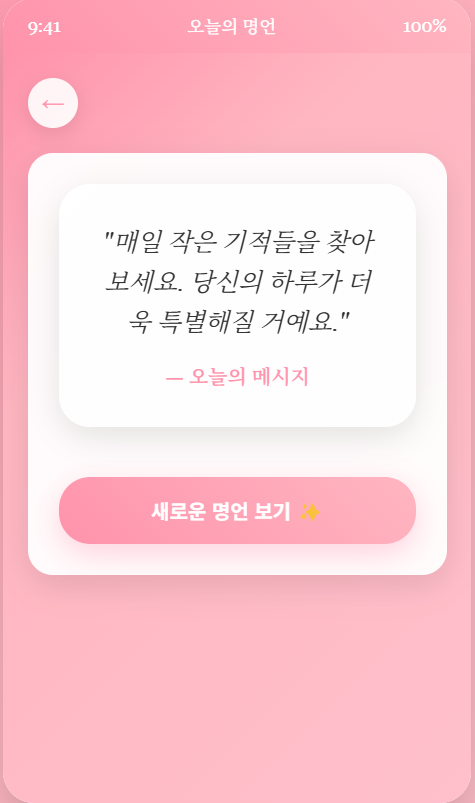 9:41 오늘의 명언 100%
←
"매일 작은 기적들을 찾아
보세요. 당신의 하루가 더
욱 특별해질 거예요."
— 오늘의 메시지
새로운 명언 보기 ✨